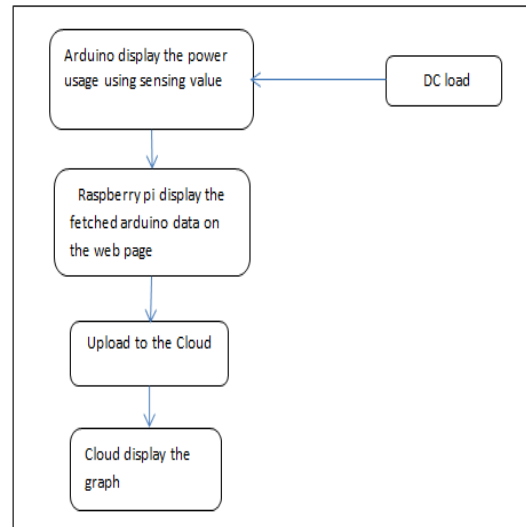 Arduino display the power
usage using sensing value
DC load
Raspberry pi display the
fetched arduino data on
the web page
Upload to the Cloud
Cloud display the
graph